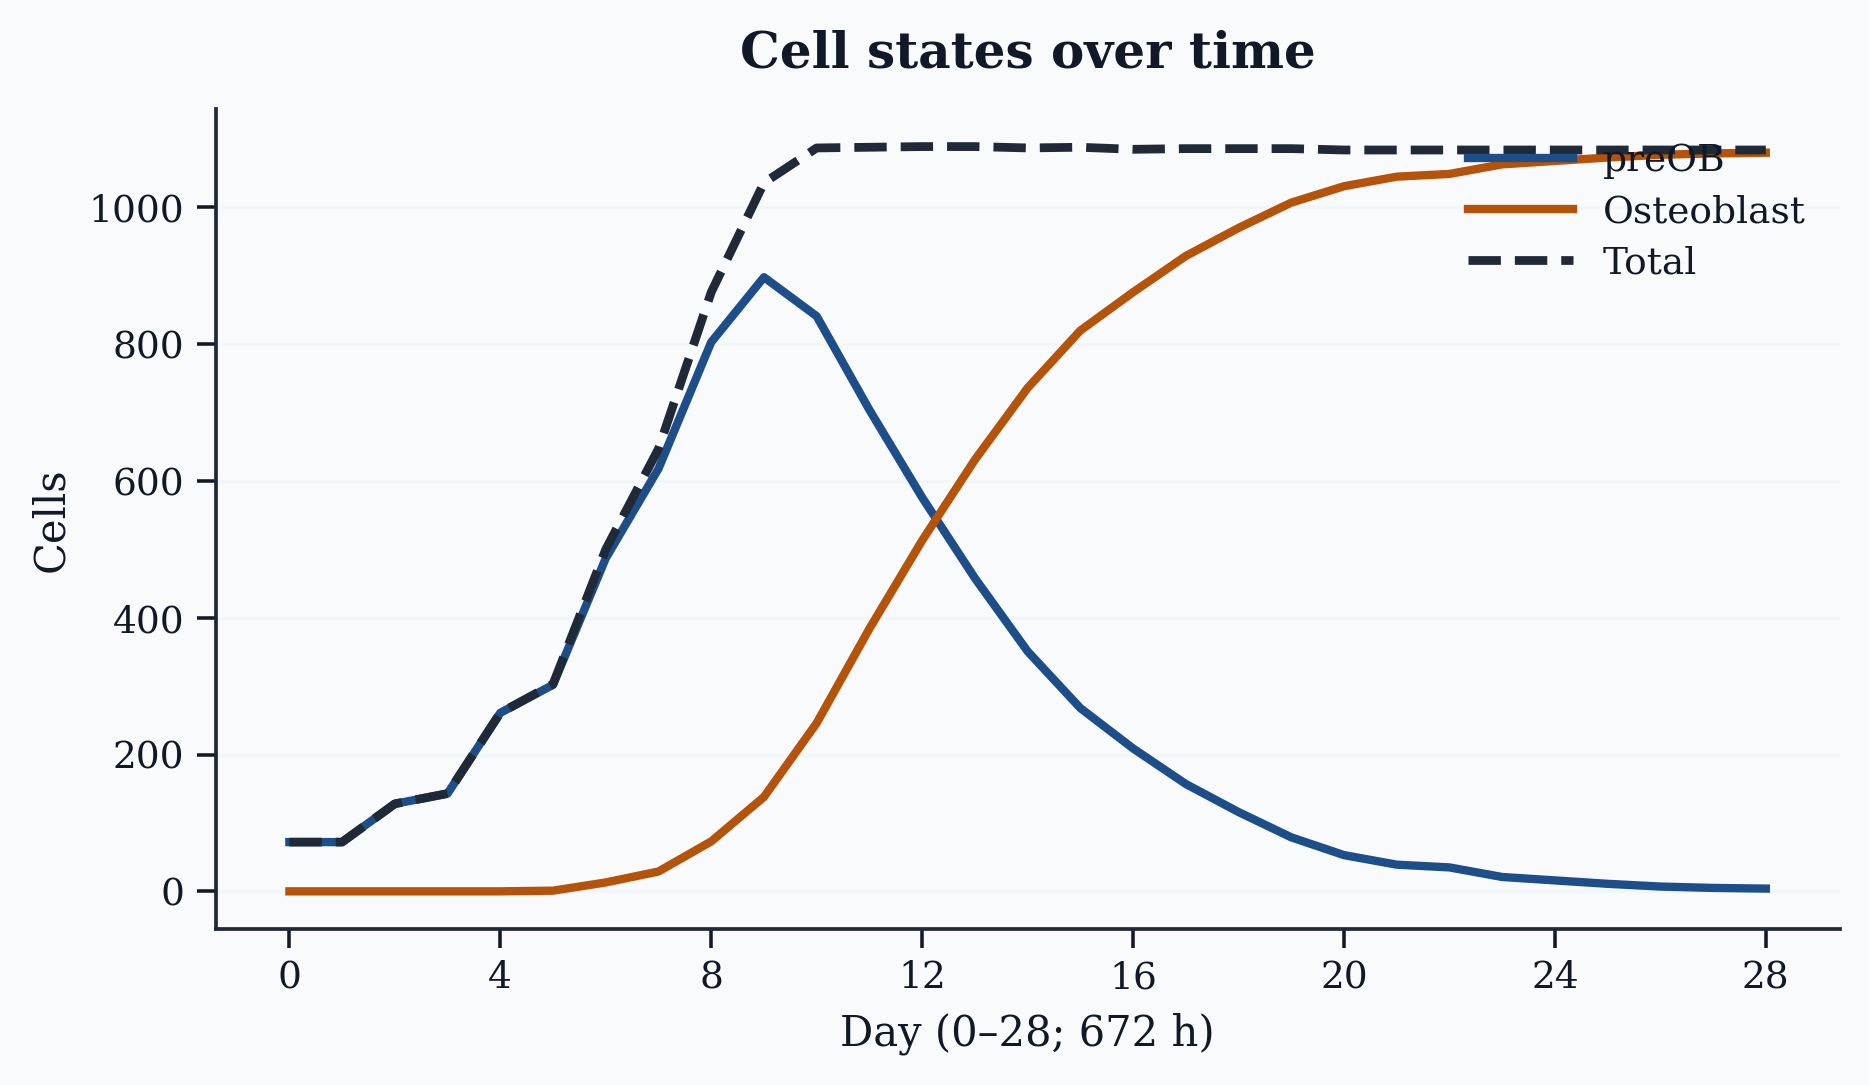 Cell states over time
preOB
Osteoblast
Total
1000
800
600
400
200
0
Cells
0 4 8 12 16 20 24 28
Day (0–28; 672 h)